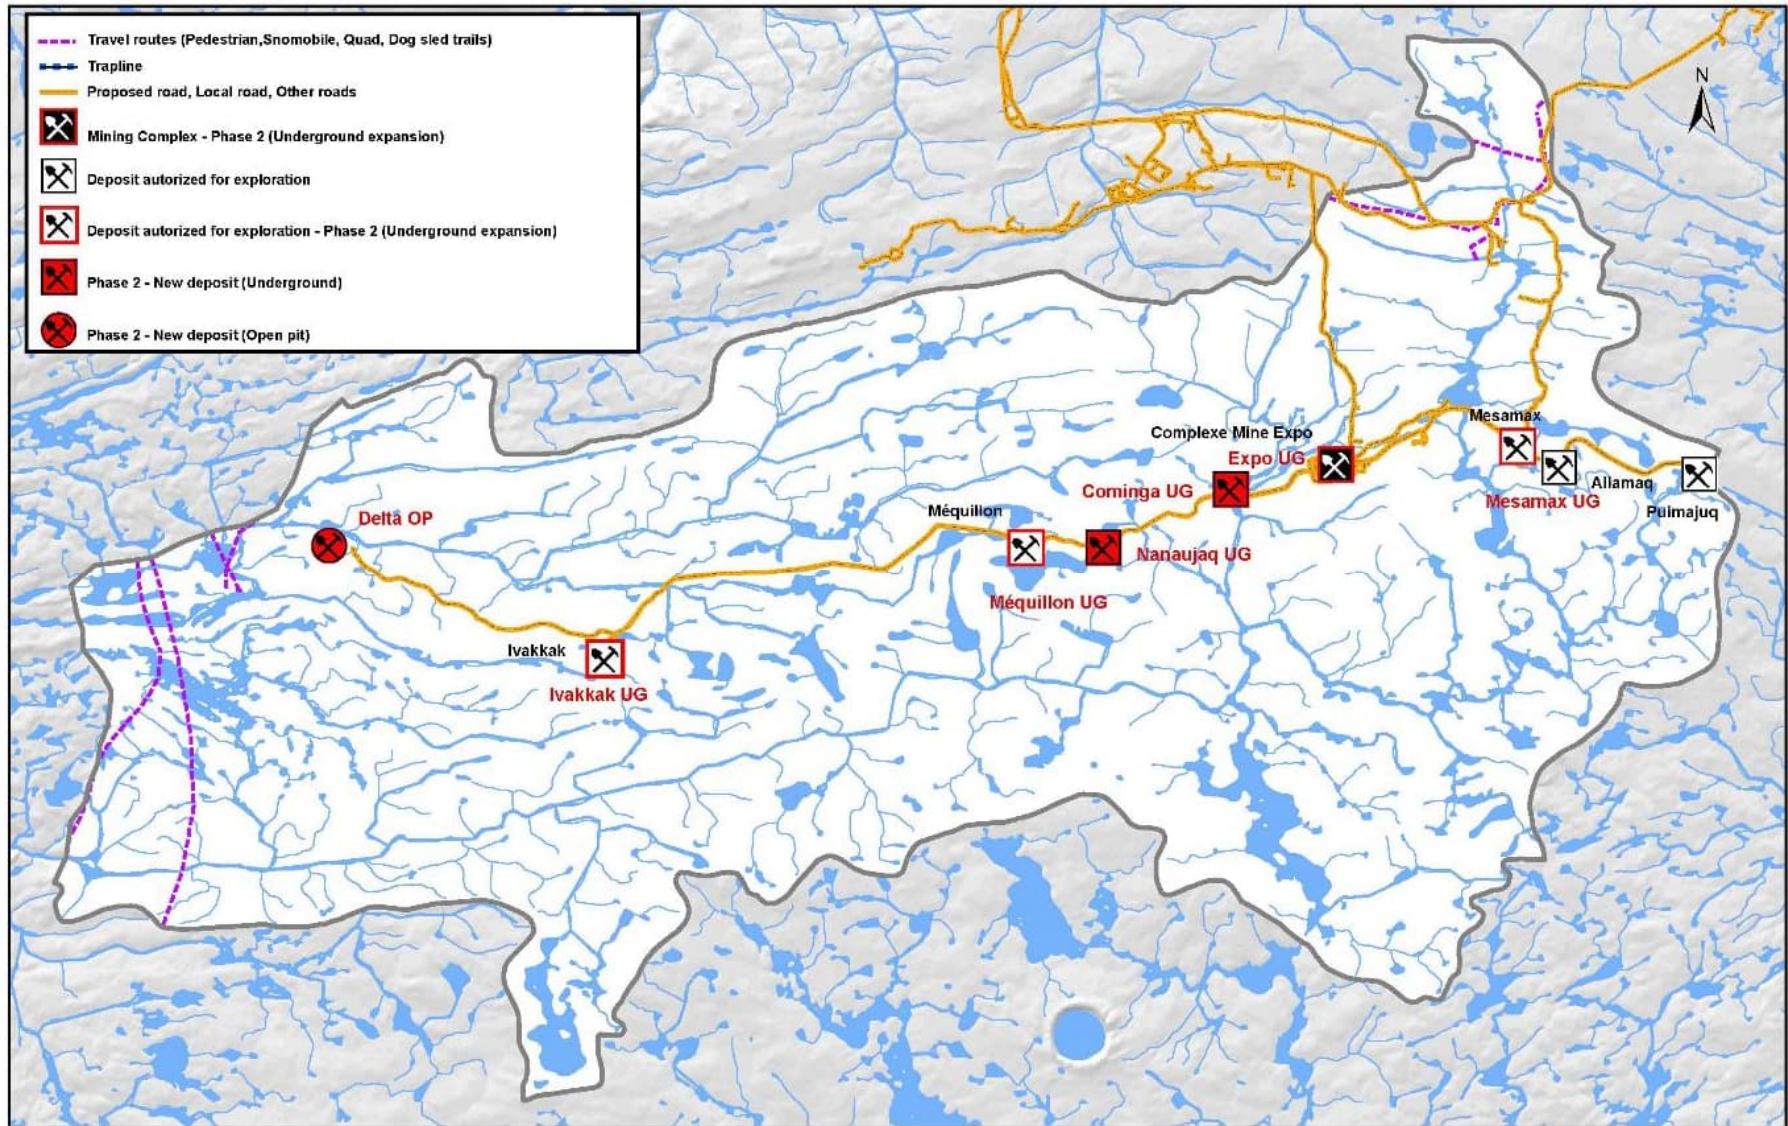 Travel routes (Pedestrian,Snomobile, Quad, Dog sled trails)
Trapline
Proposed road, Local road, Other roads
Mining Complex - Phase 2 (Underground expansion)
Deposit autorized for exploration
Deposit autorized for exploration - Phase 2 (Underground expansion)
Phase 2 - New deposit (Underground)
Phase 2 - New deposit (Open pit)
N
Mesamax
Complexe Mine Expo
Expo UG
Cominga UG
Mesamax UG
Allamaq
Puimajuq
Méquillon
Delta OP
Nanaujaq UG
Méquillon UG
Ivakkak
Ivakkak UG